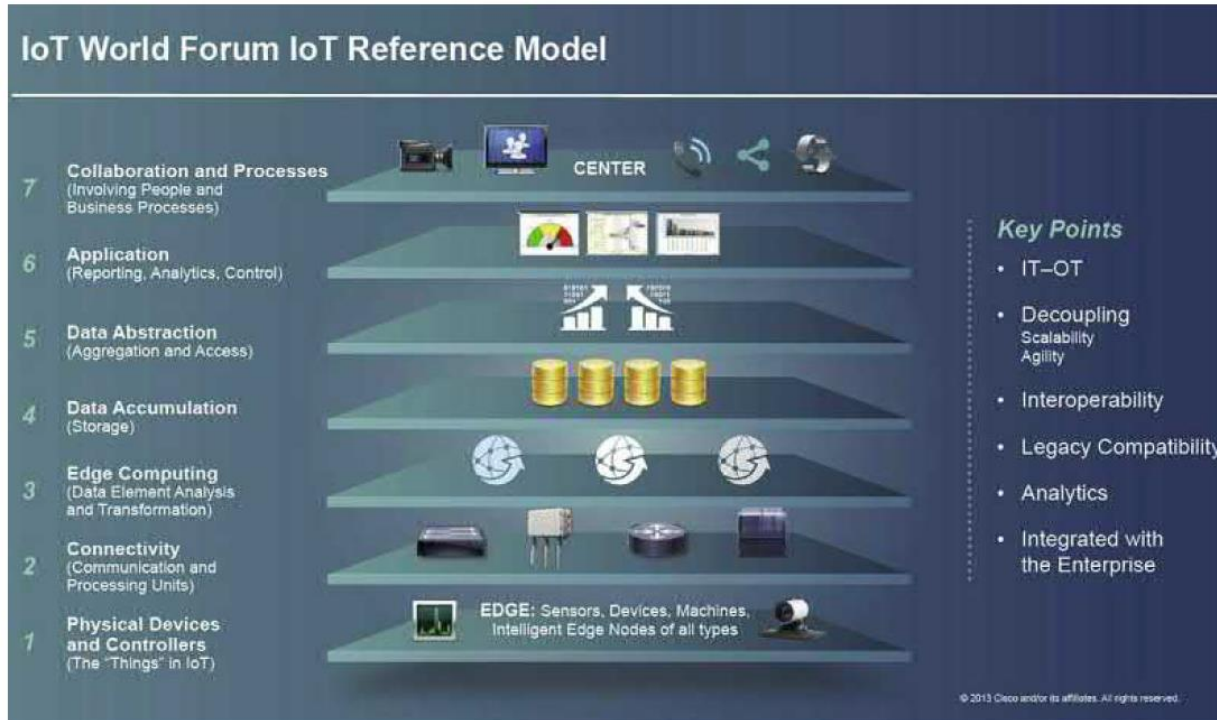 IoT World Forum IoT Reference Model
7
Collaboration and Processes
(Involving People and
Business Processes)
CENTER
6
Application
(Reporting, Analytics, Control)
5
Data Abstraction
(Aggregation and Access)
4
Data Accumulation
(Storage)
3
Edge Computing
(Data Element Analysis
and Transformation)
2
Connectivity
(Communication and
Processing Units)
1
Physical Devices
and Controllers
(The “Things” in IoT)
EDGE: Sensors, Devices, Machines,
Intelligent Edge Nodes of all types
Key Points
• IT–OT
• Decoupling
Scalability
Agility
• Interoperability
• Legacy Compatibility
• Analytics
• Integrated with
the Enterprise
© 2013 Cisco and/or its affiliates. All rights reserved.